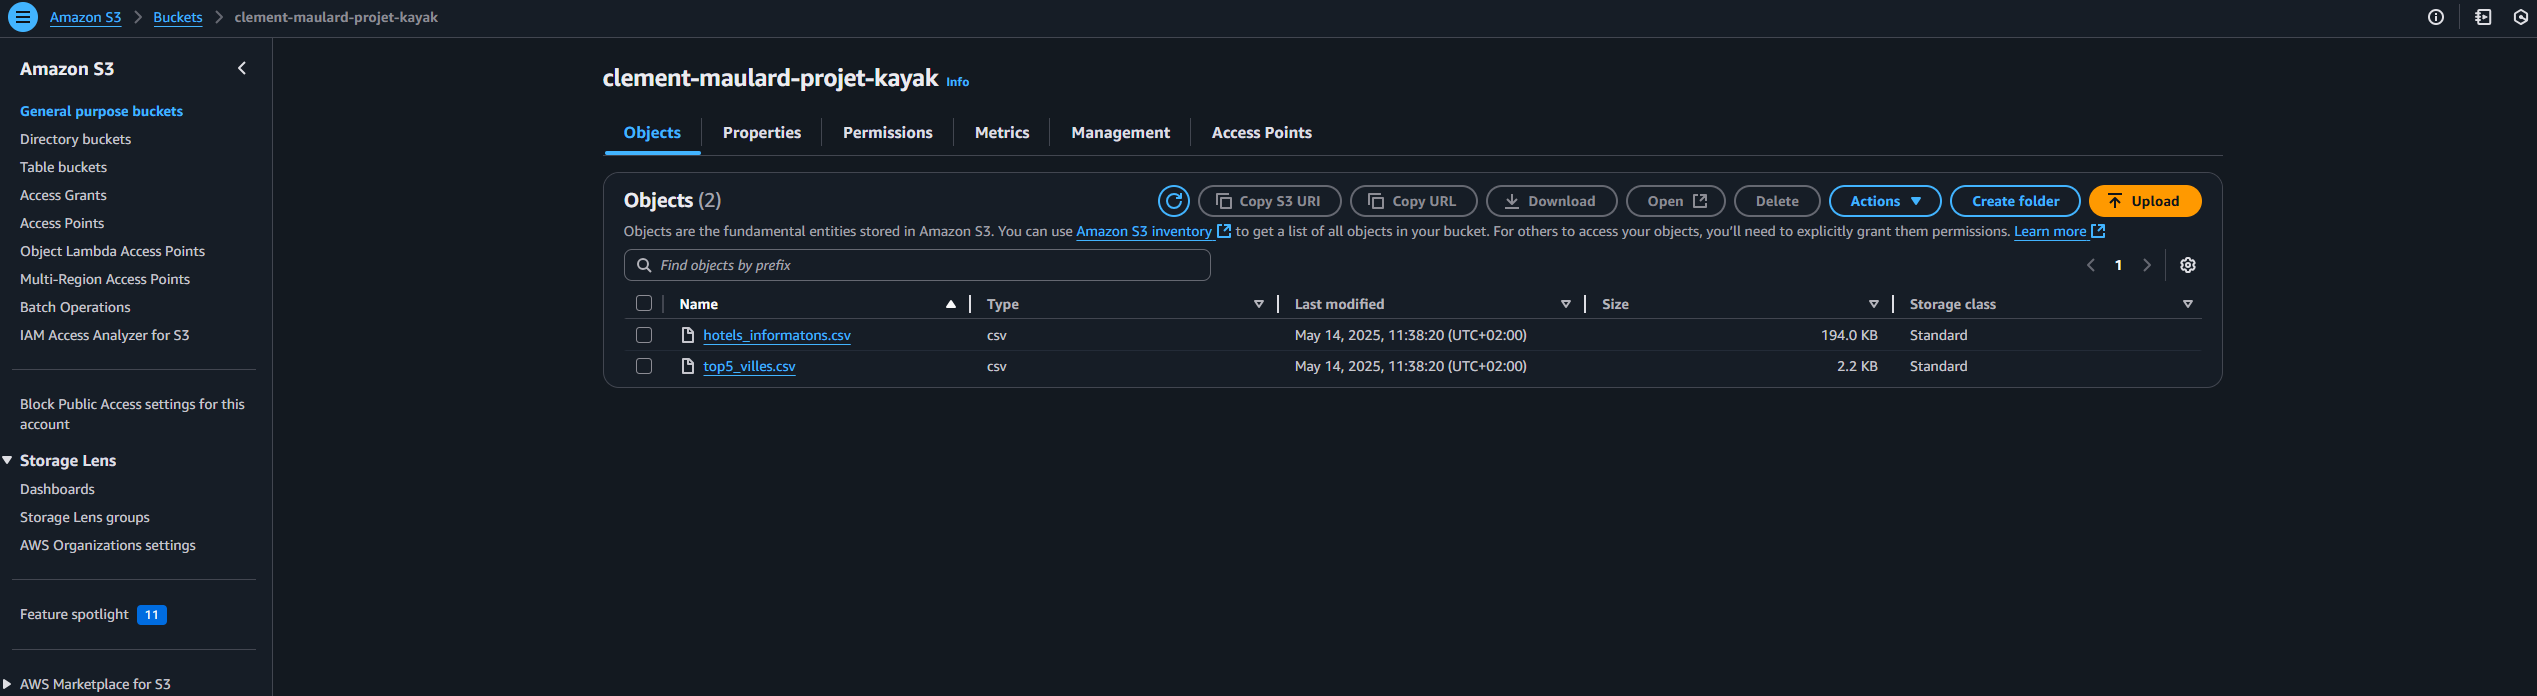 Amazon S3 > Buckets > clement-maulard-projet-kayak
Amazon S3
General purpose buckets
Directory buckets
Table buckets
Access Grants
Access Points
Object Lambda Access Points
Multi-Region Access Points
Batch Operations
IAM Access Analyzer for S3
Block Public Access settings for this
account
Storage Lens
Dashboards
Storage Lens groups
AWS Organizations settings
Feature spotlight 11
AWS Marketplace for S3
clement-maulard-projet-kayak Info
Objects Properties Permissions Metrics Management Access Points
Objects (2) Copy S3 URI Copy URL Download Open Delete Actions Create folder Upload
Objects are the fundamental entities stored in Amazon S3. You can use Amazon S3 inventory to get a list of all objects in your bucket. For others to access your objects, you'll need to explicitly grant them permissions. Learn more
Find objects by prefix 1
Name Type Last modified Size Storage class
hotels_informatons.csv csv May 14, 2025, 11:38:20 (UTC+02:00) 194.0 KB Standard
top5_villes.csv csv May 14, 2025, 11:38:20 (UTC+02:00) 2.2 KB Standard